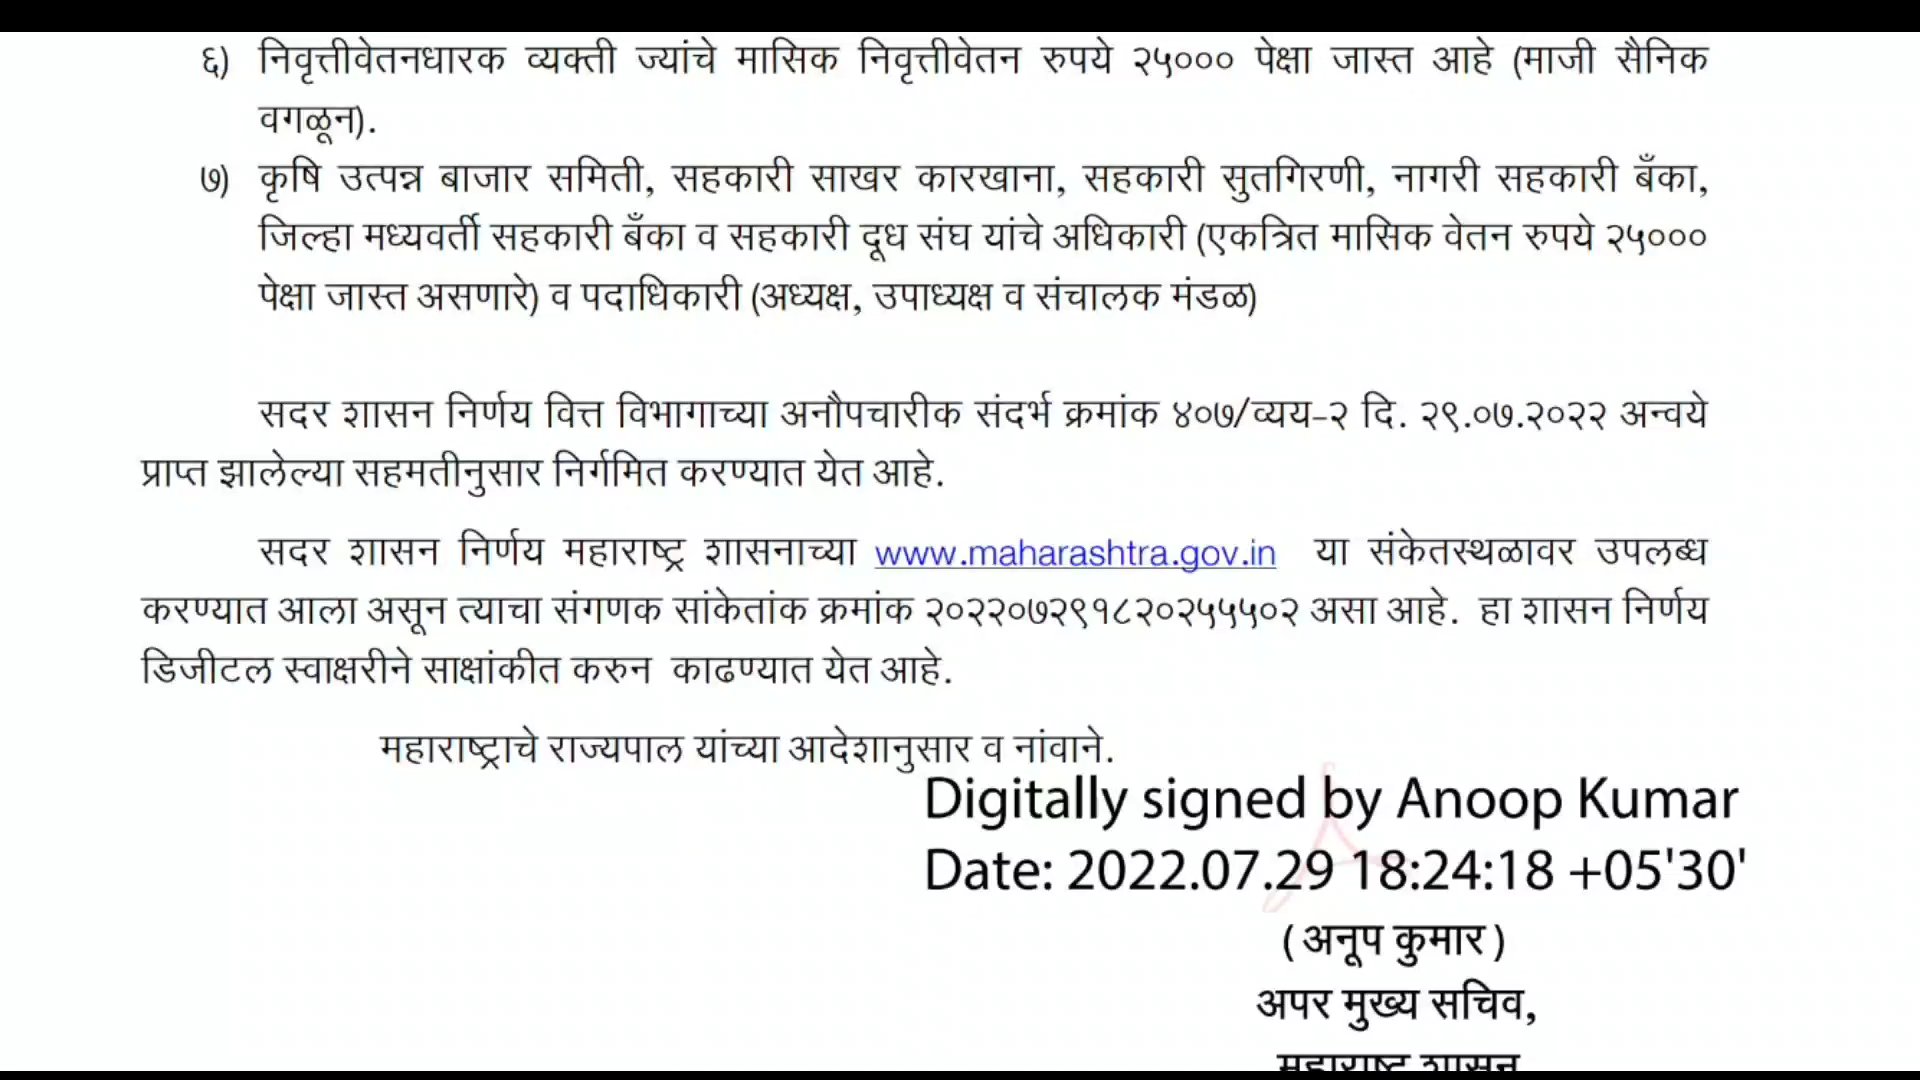 ६) निवृत्तीवेतनधारक व्यक्ती ज्यांचे मासिक निवृत्तीवेतन रुपये २५००० पेक्षा जास्त आहे (माजी सैनिक
वगळून).
७) कृषि उत्पन्न बाजार समिती, सहकारी साखर कारखाना, सहकारी सुतगिरणी, नागरी सहकारी बँका,
जिल्हा मध्यवर्ती सहकारी बँका व सहकारी दूध संघ यांचे अधिकारी (एकत्रित मासिक वेतन रुपये २५०००
पेक्षा जास्त असणारे) व पदाधिकारी (अध्यक्ष, उपाध्यक्ष व संचालक मंडळ)
सदर शासन निर्णय वित्त विभागाच्या अनौपचारीक संदर्भ क्रमांक ४०७/व्यय-२ दि. २९.०७.२०२२ अन्वये
प्राप्त झालेल्या सहमतीनुसार निर्गमित करण्यात येत आहे.
सदर शासन निर्णय महाराष्ट्र शासनाच्या www.maharashtra.gov.in या संकेतस्थळावर उपलब्ध
करण्यात आला असून त्याचा संगणक सांकेतांक क्रमांक २०२२०७२९१८२०२५५५०२ असा आहे. हा शासन निर्णय
डिजीटल स्वाक्षरीने साक्षांकीत करुन काढण्यात येत आहे.
महाराष्ट्राचे राज्यपाल यांच्या आदेशानुसार व नांवाने.
Digitally signed by Anoop Kumar
Date: 2022.07.29 18:24:18 +05'30'
( अनूप कुमार )
अपर मुख्य सचिव,
महाराष्ट्र शासन